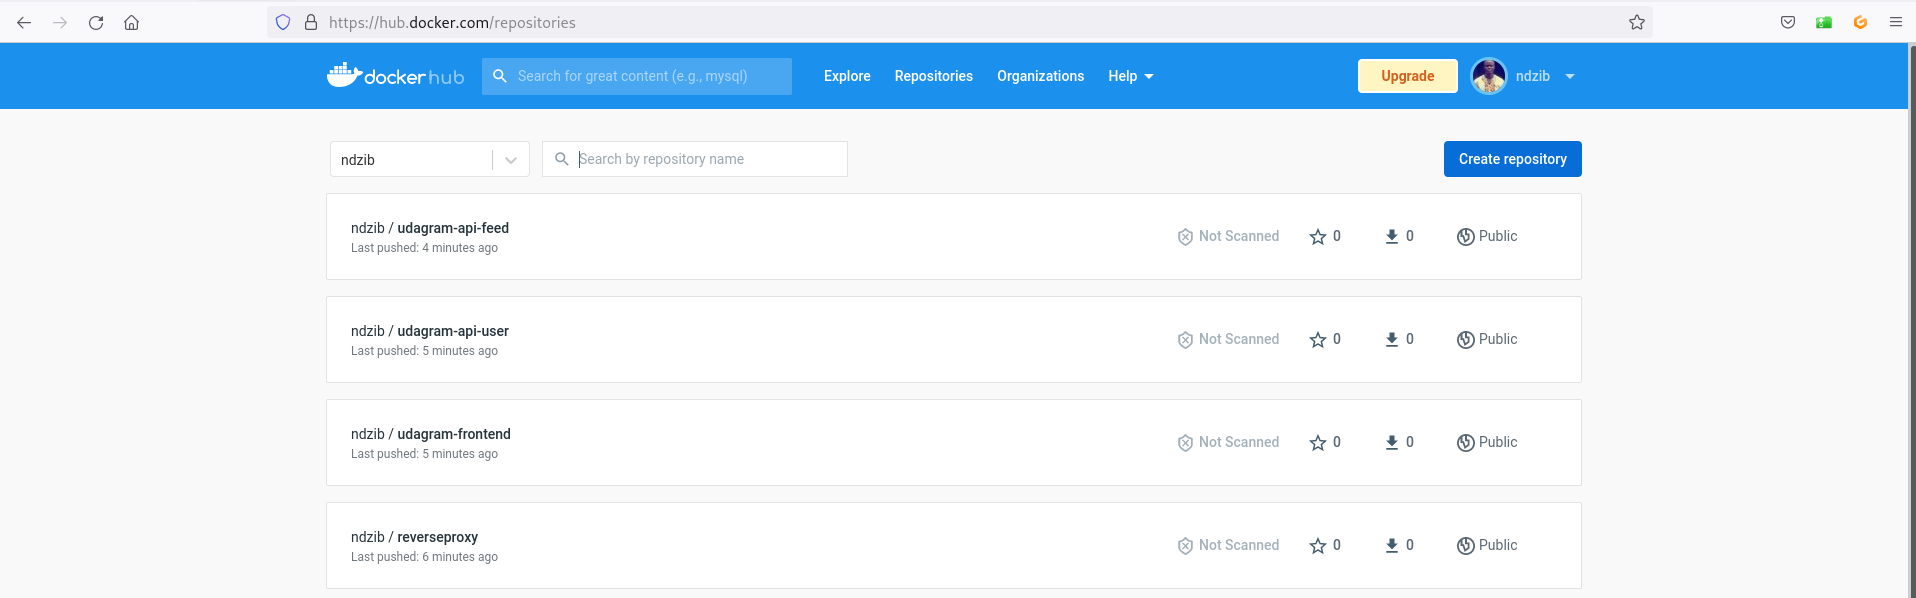 https://hub.docker.com/repositories
docker hub
Search for great content (e.g., mysql)
Explore
Repositories
Organizations
Help
Upgrade
ndzib
ndzib
Search by repository name
Create repository
ndzib / udagram-api-feed
Last pushed: 4 minutes ago
Not Scanned
0
0
Public
ndzib / udagram-api-user
Last pushed: 5 minutes ago
Not Scanned
0
0
Public
ndzib / udagram-frontend
Last pushed: 5 minutes ago
Not Scanned
0
0
Public
ndzib / reverseproxy
Last pushed: 6 minutes ago
Not Scanned
0
0
Public